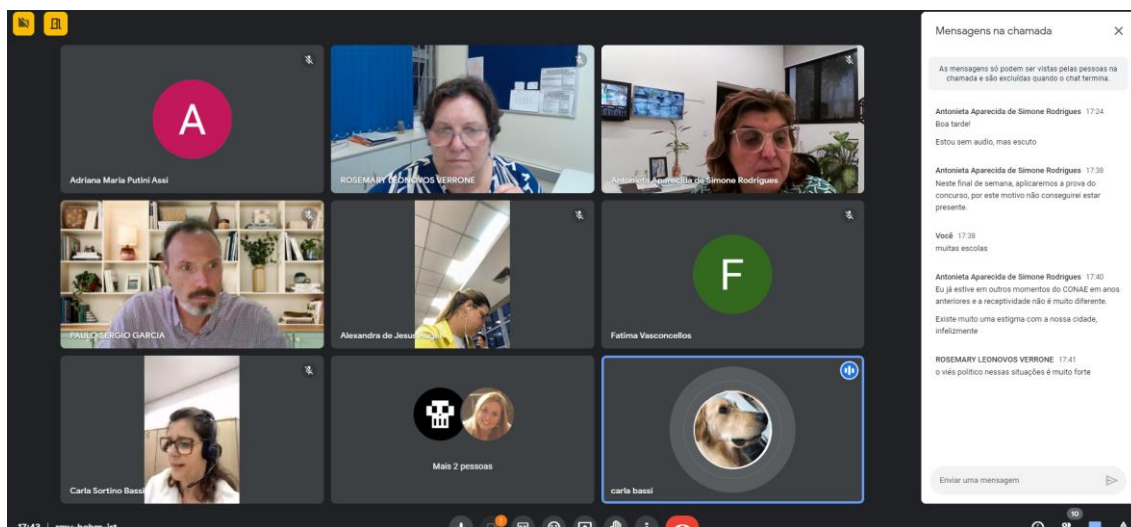 A
Adriana Maria Putini Assi
ROSEMARY LEONOVOS VERRONE
Antonieta Aparecida de Simone Rodrigues
PAULO SERGIO GARCIA
Alexandra de Jesus
F
Fatima Vasconcellos
Carla Sortino Bassi
Mais 2 pessoas
carla bassi
17:43
Mensagens na chamada
As mensagens só podem ser vistas pelas pessoas na
chamada e são excluídas quando o chat termina.
Antonieta Aparecida de Simone Rodrigues 17:24
Boa tarde!
Estou sem audio, mas escuto
Antonieta Aparecida de Simone Rodrigues 17:38
Neste final de semana, aplicaremos a prova do
concurso, por este motivo não conseguirei estar
presente.
Você 17:38
muitas escolas
Antonieta Aparecida de Simone Rodrigues 17:40
Eu já estive em outros momentos do CONAE em anos
anteriores e a receptividade não é muito diferente.
Existe muito uma estigma com a nossa cidade,
infelizmente
ROSEMARY LEONOVOS VERRONE 17:41
o viés politico nessas situações é muito forte
Enviar uma mensagem
10